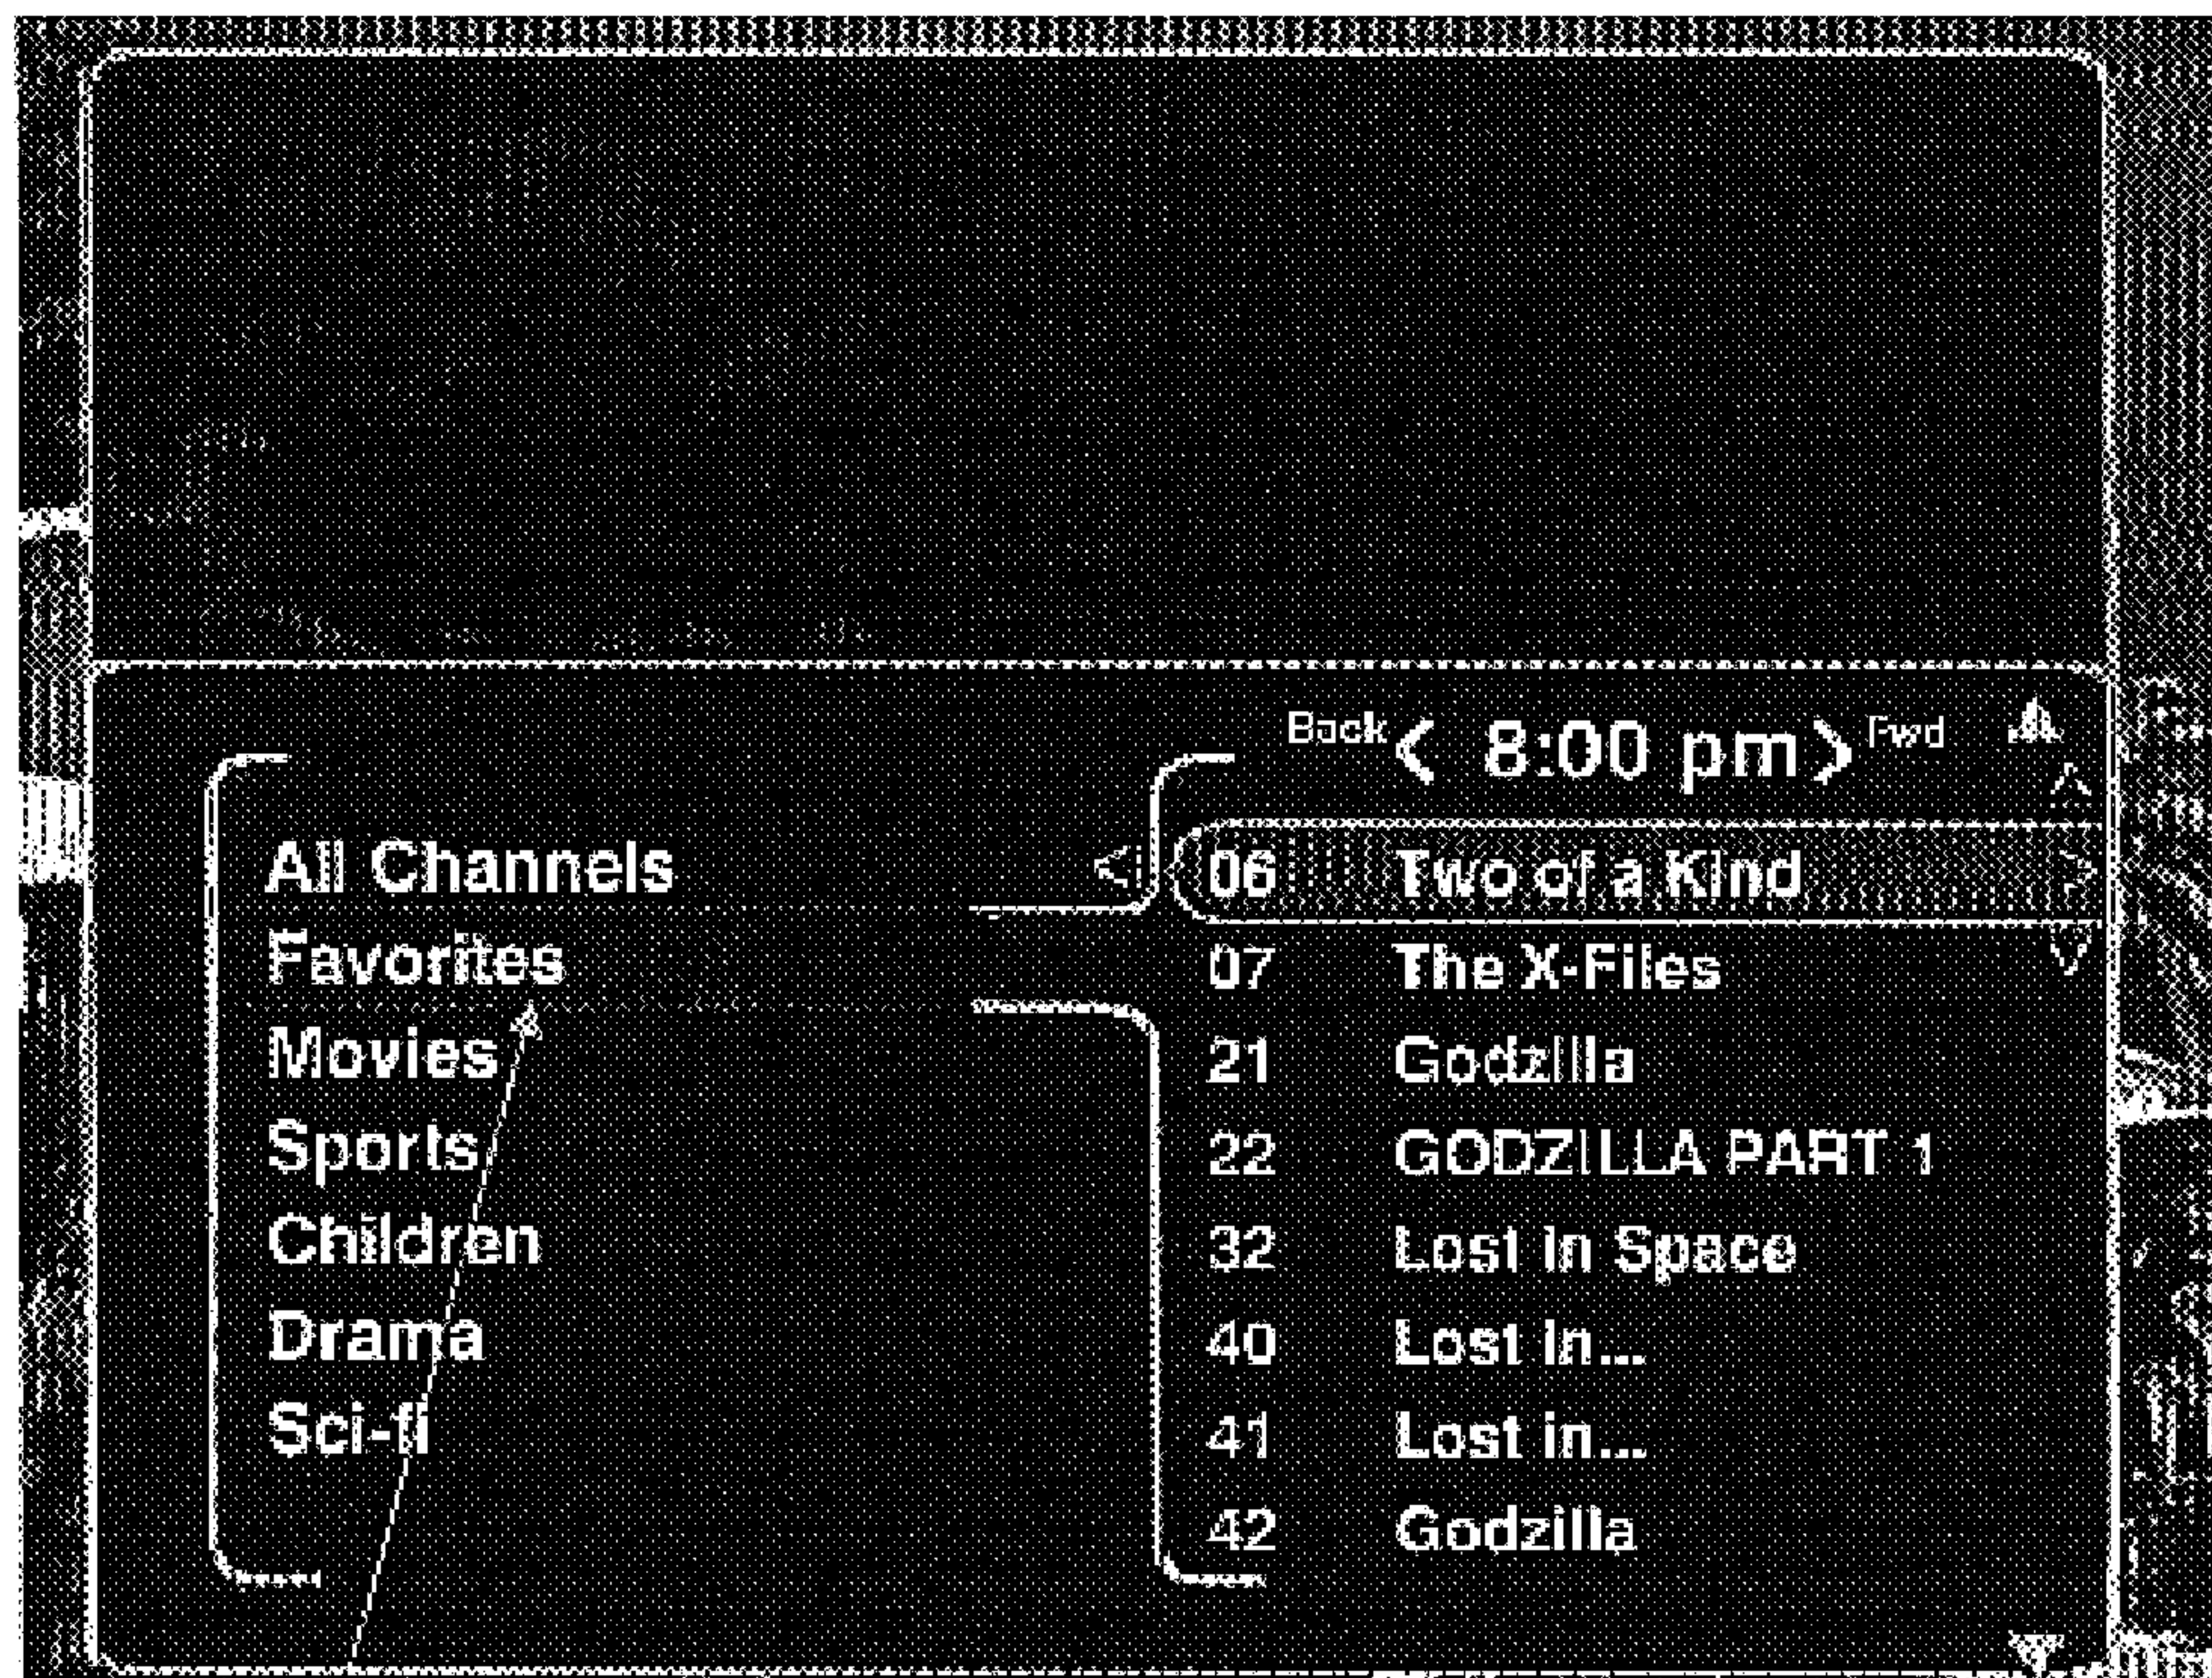 Back < 8:00 pm > Fwd
All Channels
Favorites
Movies
Sports
Children
Drama
Sci-fi
06 Two of a Kind
07 The X-Files
21 Godzilla
22 GODZILLA PART 1
32 Lost in Space
40 Lost in...
41 Lost in...
42 Godzilla